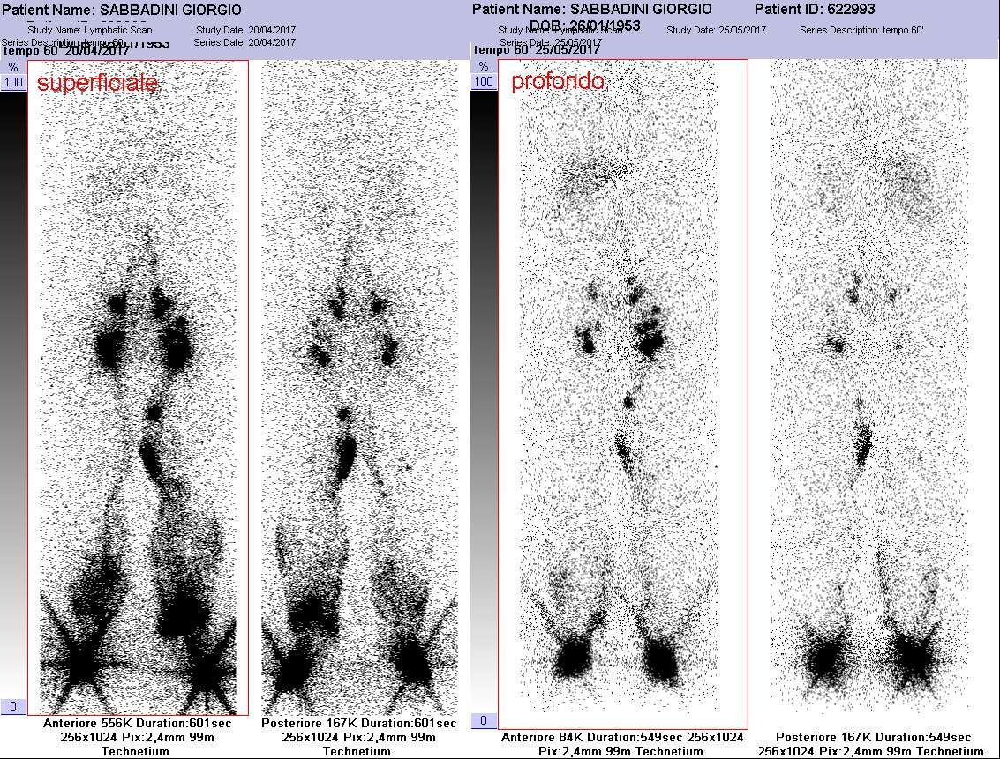 Patient Name: SABBADINI GIORGIO
Study Name: Lymphatic Scan
Study Date: 20/04/2017
Series Description: tempo 60'
Series Date: 20/04/2017
tempo 60' 20/04/2017
%
100
superficiale
0
Anteriore 556K Duration:601sec
256x1024 Pix:2,4mm 99m
Technetium
Posteriore 167K Duration:601sec
256x1024 Pix:2,4mm 99m
Technetium
Patient Name: SABBADINI GIORGIO
Patient ID: 622993
DOB: 26/01/1953
Study Name: Lymphatic Scan
Study Date: 25/05/2017
Series Description: tempo 60'
Series Date: 25/05/2017
tempo 60' 25/05/2017
%
100
profondo
0
Anteriore 84K Duration:549sec 256x1024
Pix:2,4mm 99m Technetium
Posteriore 167K Duration:549sec
256x1024 Pix:2,4mm 99m Technetium